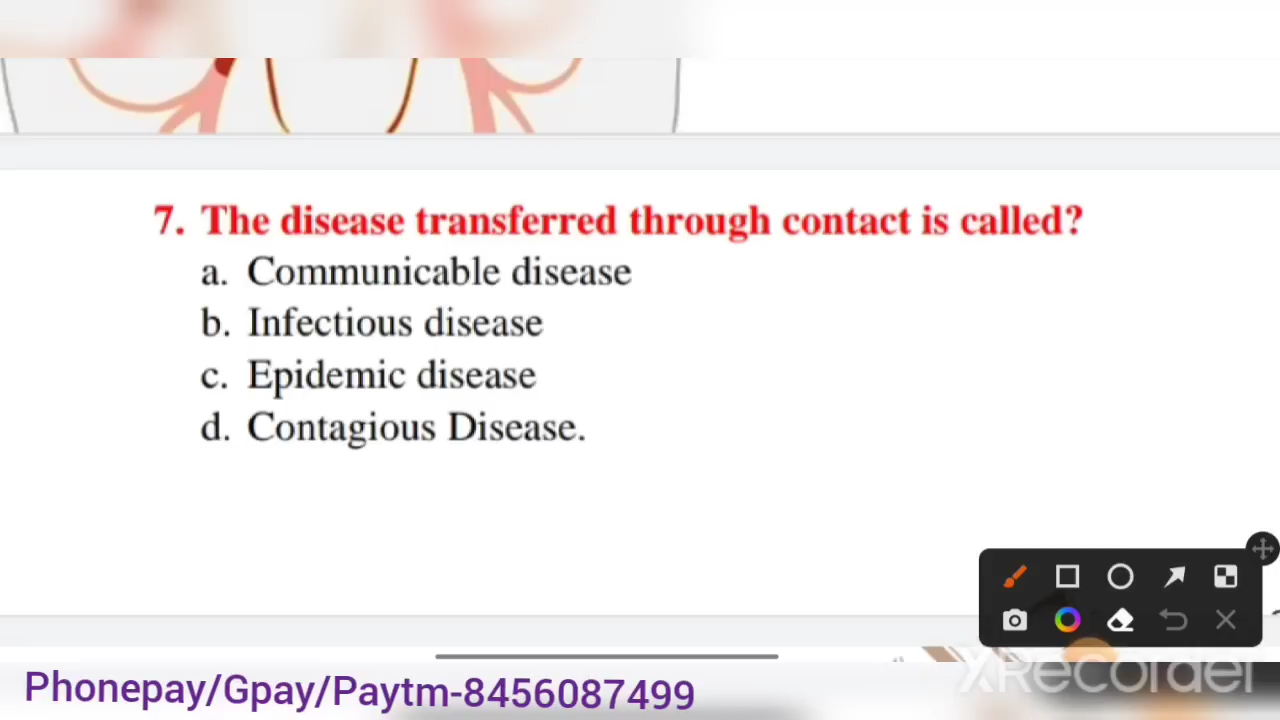 7. The disease transferred through contact is called?
a. Communicable disease
b. Infectious disease
c. Epidemic disease
d. Contagious Disease.
XRecorder
Phonepay/Gpay/Paytm-8456087499